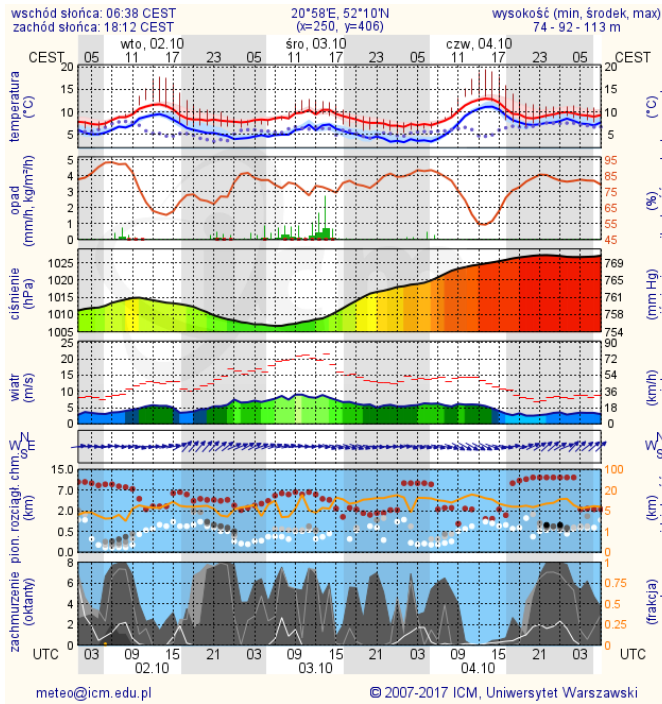 wschód słońca: 06:38 CEST 20°58'E, 52°10'N wysokość (min, środek, max)
zachód słońca: 18:12 CEST (x=250, y=406) 74 - 92 - 113 m
wto, 02.10 śro, 03.10 czw, 04.10
CEST 05 11 17 23 05 11 17 23 05 11 17 23 05 CEST
temperatura (°C)
20
15
10
5
(°C)
20
15
10
5
opad (mm/h kg/m²/h)
5
4
3
2
1
0
(%)
95
85
75
65
55
45
ciśnienie (hPa)
1025
1020
1015
1010
1005
(mm Hg)
769
765
761
758
754
wiatr (m/s)
25
20
15
10
5
0
(km/h)
90
72
54
36
18
0
N
W E
S
N
W
S
pion. rozciągł. chm. (km)
15.0
7.0
2.0
0.5
0.0
(km)
100
20
5
1
0
zachmurzenie (oktanty)
8
6
4
2
0
(frakcja)
1
0.75
0.5
0.25
0
UTC 03 09 15 21 03 09 15 21 03 09 15 21 03 UTC
02.10 03.10 04.10
meteo@icm.edu.pl © 2007-2017 ICM, Uniwersytet Warszawski